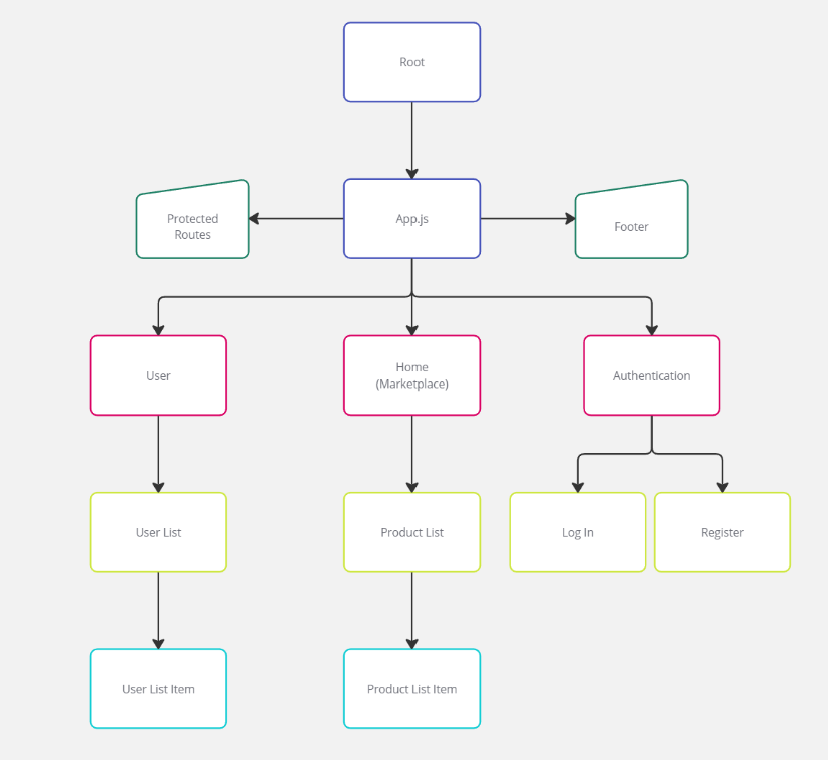 Root
Protected
Routes
App.js
Footer
User
Home
(Marketplace)
Authentication
User List
Product List
Log In
Register
User List Item
Product List Item